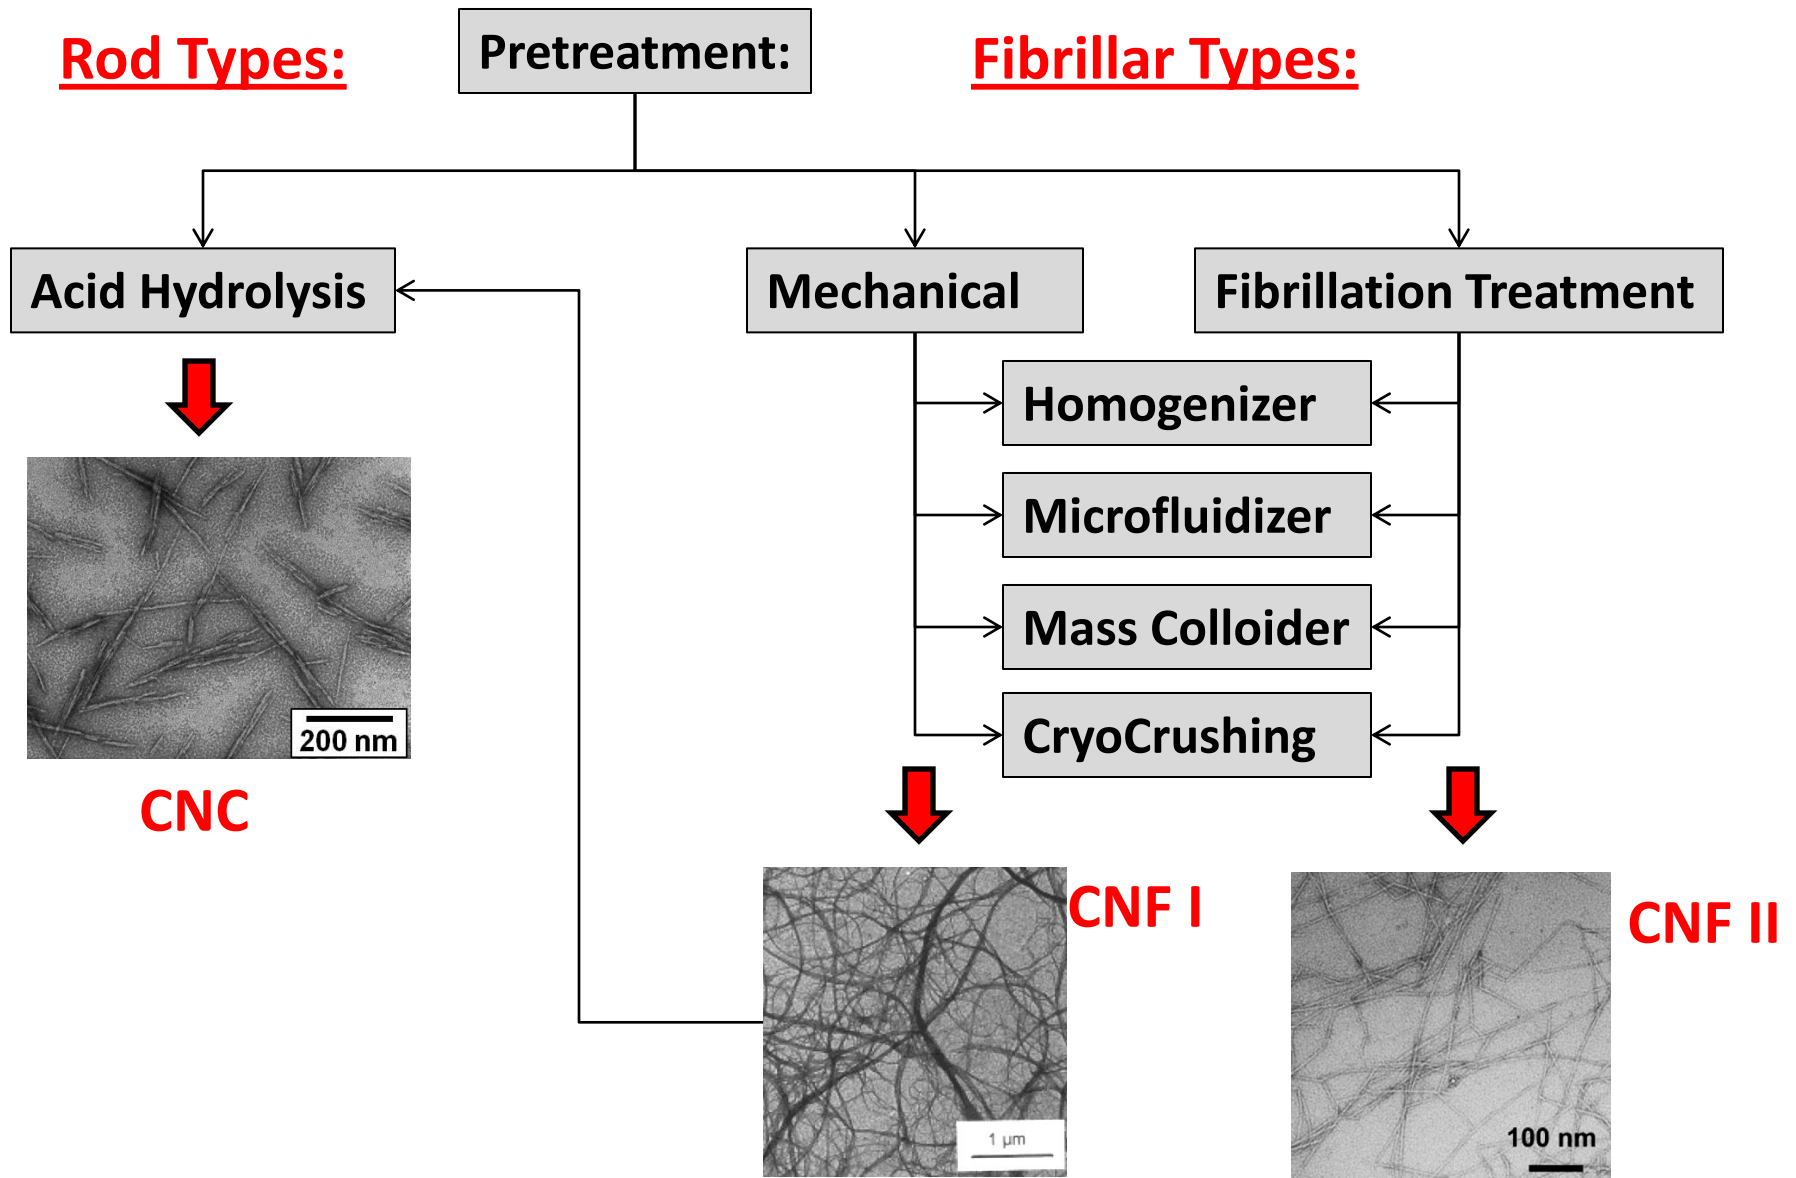 Rod Types:
Pretreatment:
Fibrillar Types:
Acid Hydrolysis
Mechanical
Fibrillation Treatment
Homogenizer
Microfluidizer
Mass Colloider
CryoCrushing
200 nm
CNC
CNF I
CNF II
1 μm
100 nm